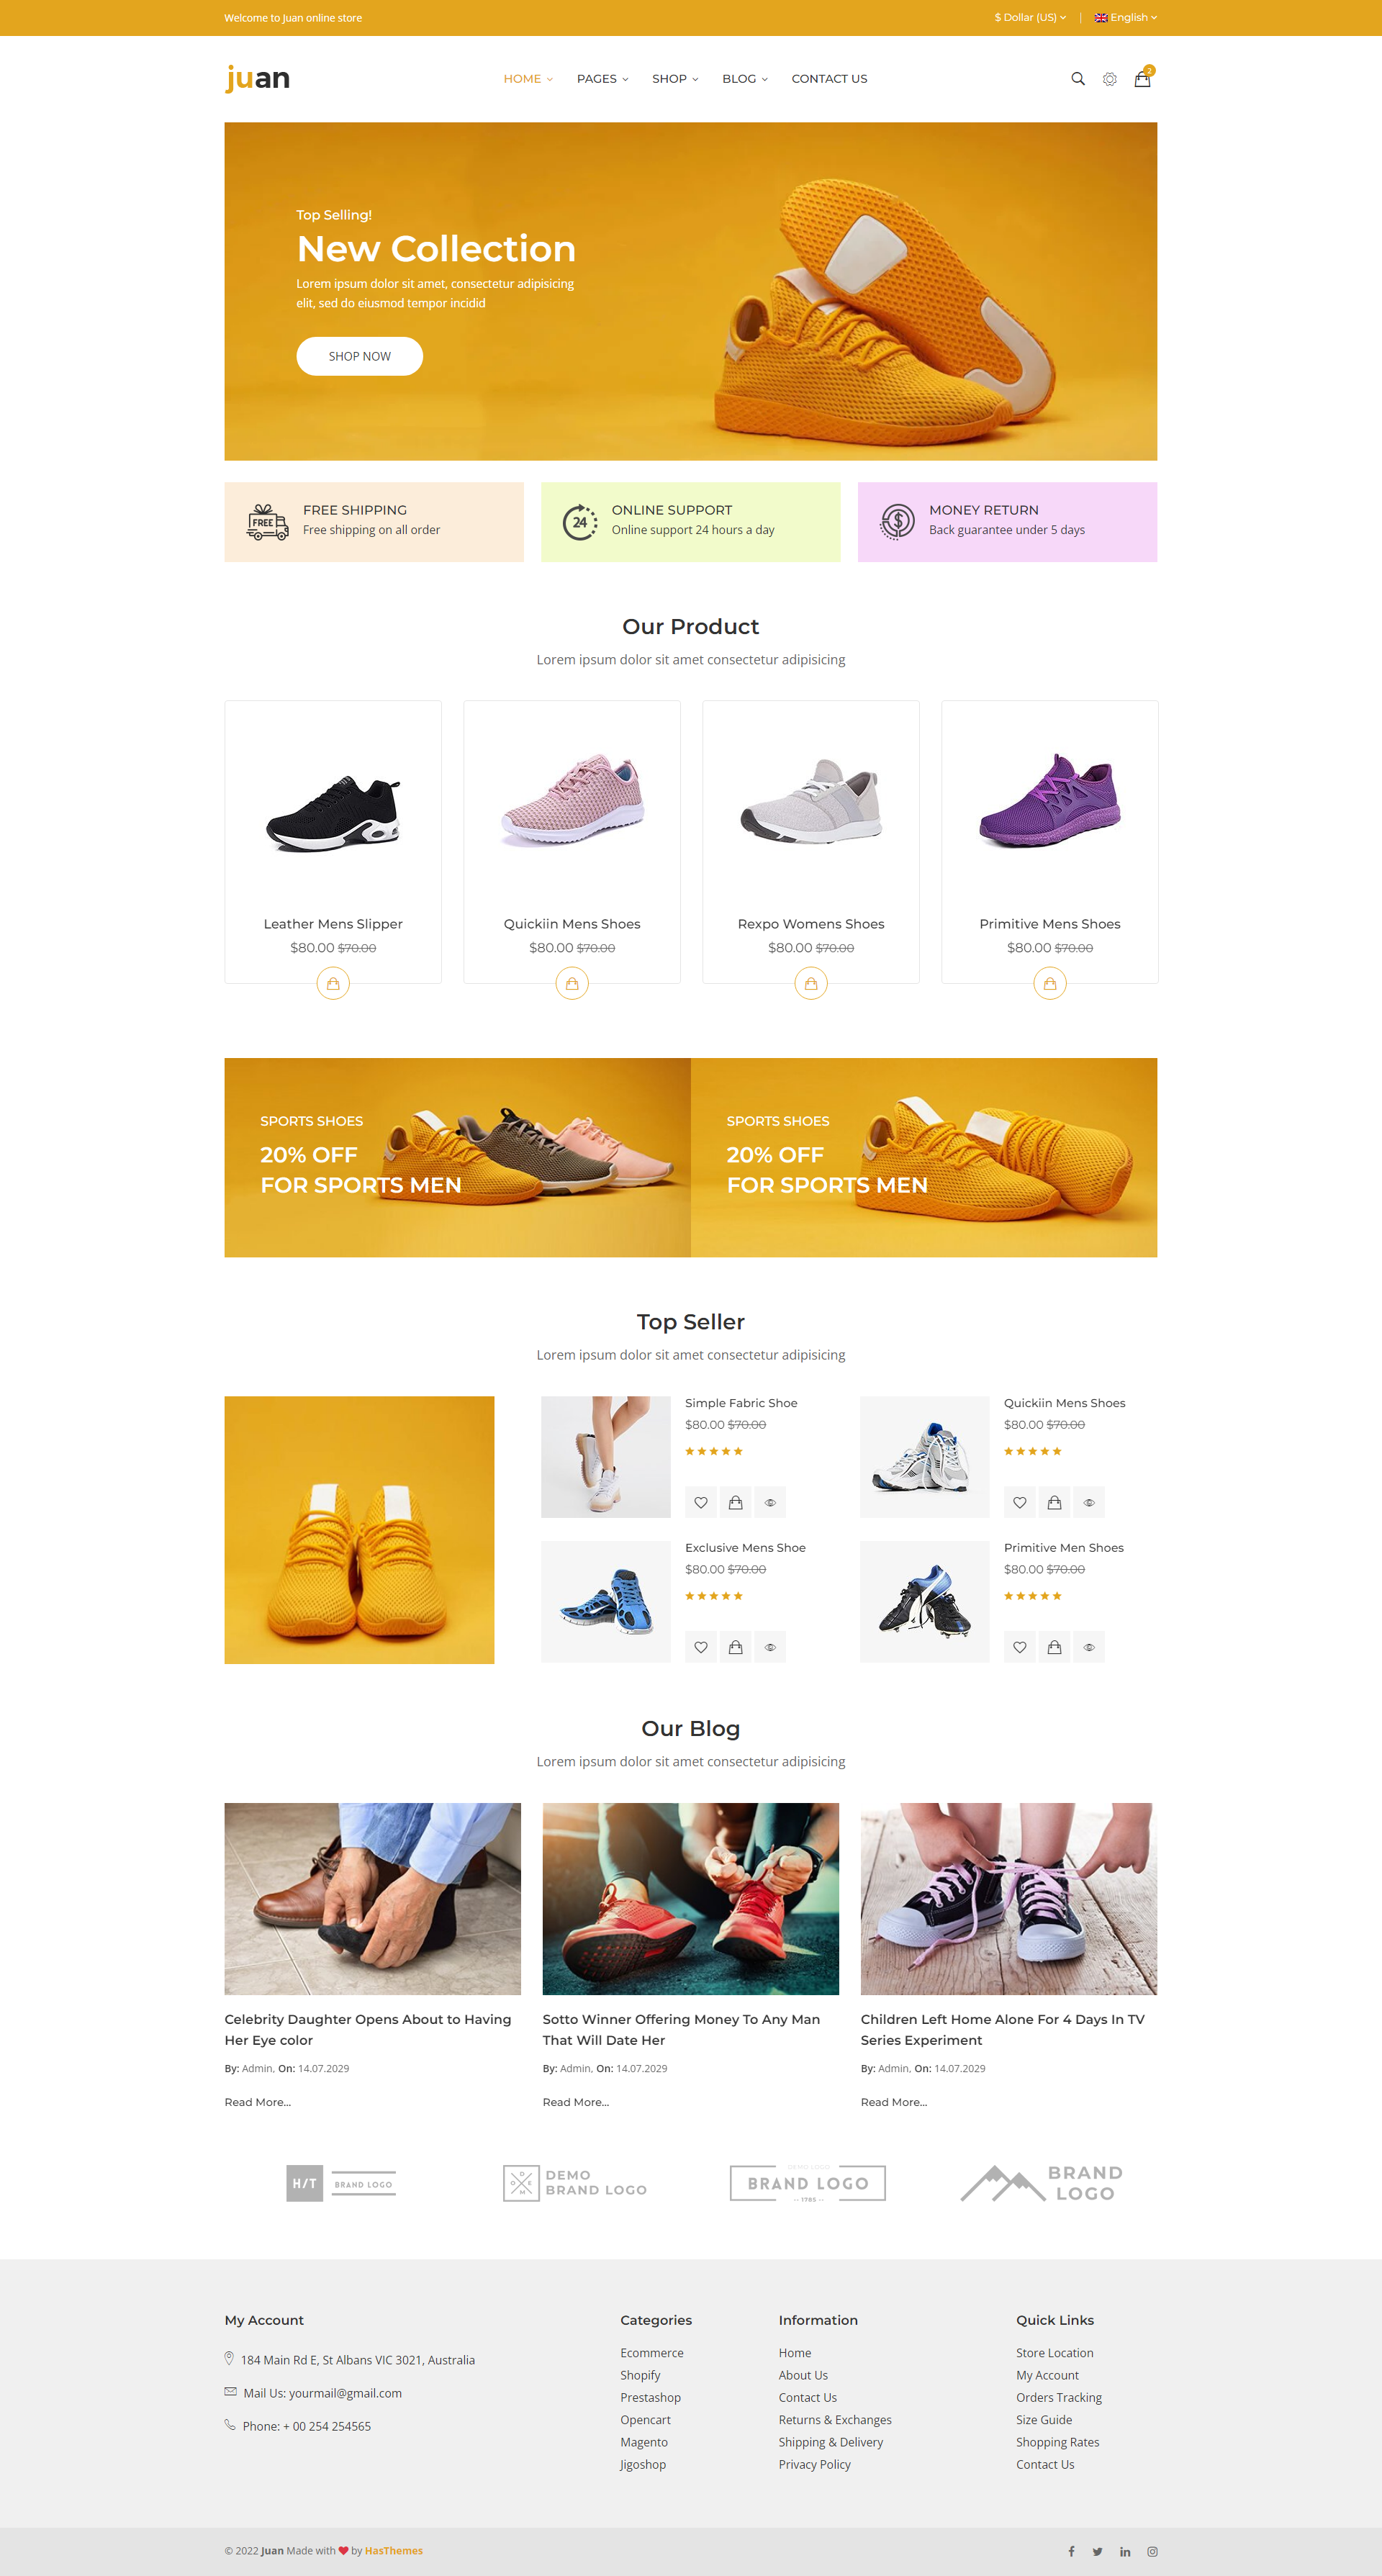 Welcome to Juan online store
$ Dollar (US)
English
juan
HOME
PAGES
SHOP
BLOG
CONTACT US
2
Top Selling!
New Collection
Lorem ipsum dolor sit amet, consectetur adipisicing
elit, sed do eiusmod tempor incidid
SHOP NOW
FREE
FREE SHIPPING
Free shipping on all order
24
ONLINE SUPPORT
Online support 24 hours a day
$
MONEY RETURN
Back guarantee under 5 days
Our Product
Lorem ipsum dolor sit amet consectetur adipisicing
Leather Mens Slipper
$80.00 $70.00
Quickiin Mens Shoes
$80.00 $70.00
Rexpo Womens Shoes
$80.00 $70.00
Primitive Mens Shoes
$80.00 $70.00
SPORTS SHOES
20% OFF
FOR SPORTS MEN
SPORTS SHOES
20% OFF
FOR SPORTS MEN
Top Seller
Lorem ipsum dolor sit amet consectetur adipisicing
Simple Fabric Shoe
$80.00 $70.00
Quickiin Mens Shoes
$80.00 $70.00
Exclusive Mens Shoe
$80.00 $70.00
Primitive Men Shoes
$80.00 $70.00
Our Blog
Lorem ipsum dolor sit amet consectetur adipisicing
Celebrity Daughter Opens About to Having
Her Eye color
By: Admin, On: 14.07.2029
Read More...
Sotto Winner Offering Money To Any Man
That Will Date Her
By: Admin, On: 14.07.2029
Read More...
Children Left Home Alone For 4 Days In TV
Series Experiment
By: Admin, On: 14.07.2029
Read More...
H/T
BRAND LOGO
DEMO
DEMO
BRAND LOGO
DEMO LOGO
BRAND LOGO
1785
BRAND
LOGO
My Account
184 Main Rd E, St Albans VIC 3021, Australia
Mail Us: yourmail@gmail.com
Phone: + 00 254 254565
Categories
Ecommerce
Shopify
Prestashop
Opencart
Magento
Jigoshop
Information
Home
About Us
Contact Us
Returns & Exchanges
Shipping & Delivery
Privacy Policy
Quick Links
Store Location
My Account
Orders Tracking
Size Guide
Shopping Rates
Contact Us
© 2022 Juan Made with ❤ by HasThemes